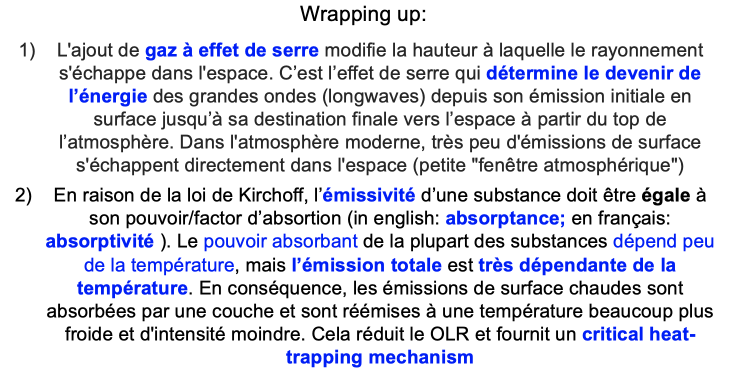 Wrapping up:
1) L'ajout de gaz à effet de serre modifie la hauteur à laquelle le rayonnement
s'échappe dans l'espace. C’est l’effet de serre qui détermine le devenir de
l’énergie des grandes ondes (longwaves) depuis son émission initiale en
surface jusqu’à sa destination finale vers l’espace à partir du top de
l’atmosphère. Dans l'atmosphère moderne, très peu d'émissions de surface
s'échappent directement dans l'espace (petite "fenêtre atmosphérique")
2) En raison de la loi de Kirchoff, l’émissivité d’une substance doit être égale à
son pouvoir/factor d’absortion (in english: absorptance; en français:
absorptivité ). Le pouvoir absorbant de la plupart des substances dépend peu
de la température, mais l’émission totale est très dépendante de la
température. En conséquence, les émissions de surface chaudes sont
absorbées par une couche et sont réémises à une température beaucoup plus
froide et d'intensité moindre. Cela réduit le OLR et fournit un critical heat-
trapping mechanism